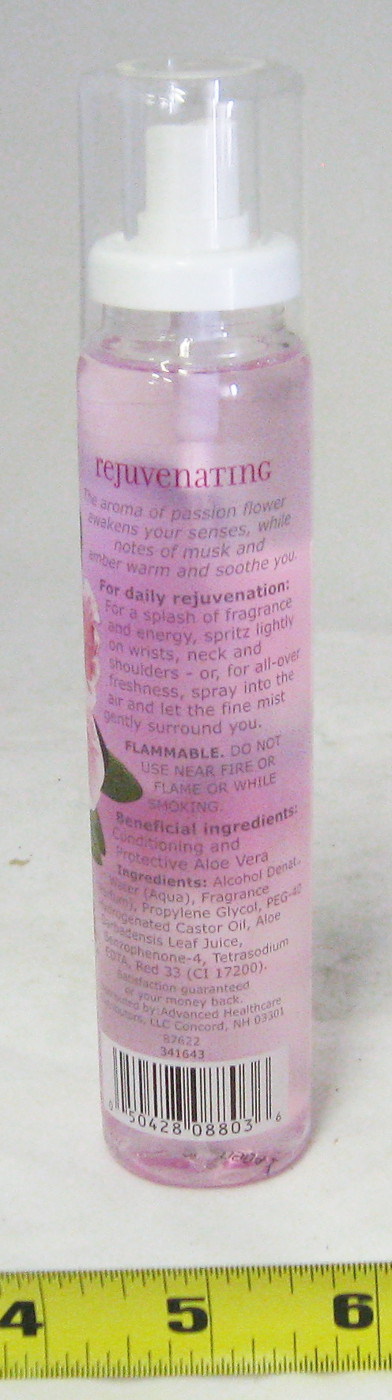 rejuvenating
The aroma of passion flower
awakens your senses, while
notes of musk and
amber warm and soothe you.
For daily rejuvenation:
For a splash of fragrance
and energy, spritz lightly
on wrists, neck and
shoulders - or, for all-over
freshness, spray into the
air and let the fine mist
gently surround you.
FLAMMABLE. DO NOT
USE NEAR FIRE OR
FLAME OR WHILE
SMOKING.
Beneficial ingredients:
Conditioning and
Protective Aloe Vera
Ingredients: Alcohol Denat.
Water (Aqua), Fragrance
Propylene Glycol, PEG-40
Hydrogenated Castor Oil, Aloe
Barbadensis Leaf Juice,
Benzophenone-4, Tetrasodium
EDTA, Red 33 (CI 17200).
Satisfaction guaranteed
or your money back.
Distributed by: Advanced Healthcare
Distributors, LLC Concord, NH 03301
87622
341643
0 50428 08803 6
4 5 6